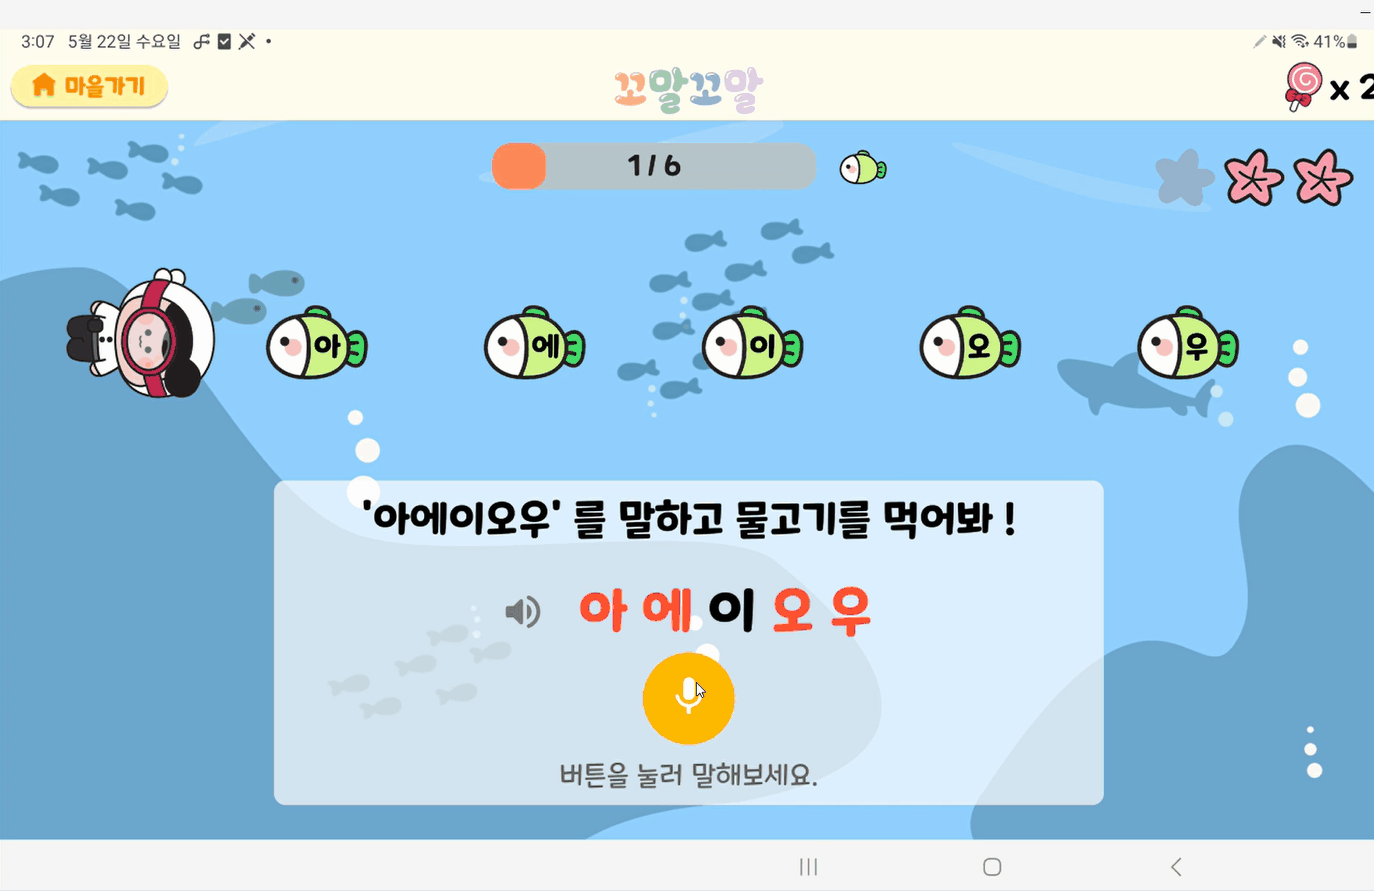 3:07 5월 22일 수요일
41%
마을가기
꼬말꼬말
x 2
1/6
아
에
이
오
우
'아에이오우' 를 말하고 물고기를 먹어봐 !
아 에 이 오 우
버튼을 눌러 말해보세요.